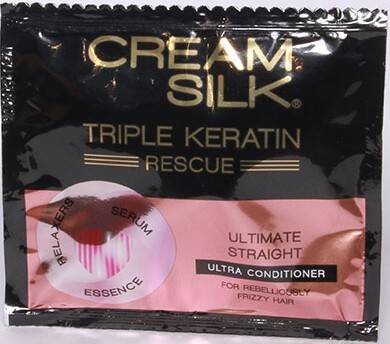 CREAM
SILK®
TRIPLE KERATIN
RESCUE
RELAXERS
SERUM
ESSENCE
ULTIMATE
STRAIGHT
ULTRA CONDITIONER
FOR REBELLIOUSLY
FRIZZY HAIR